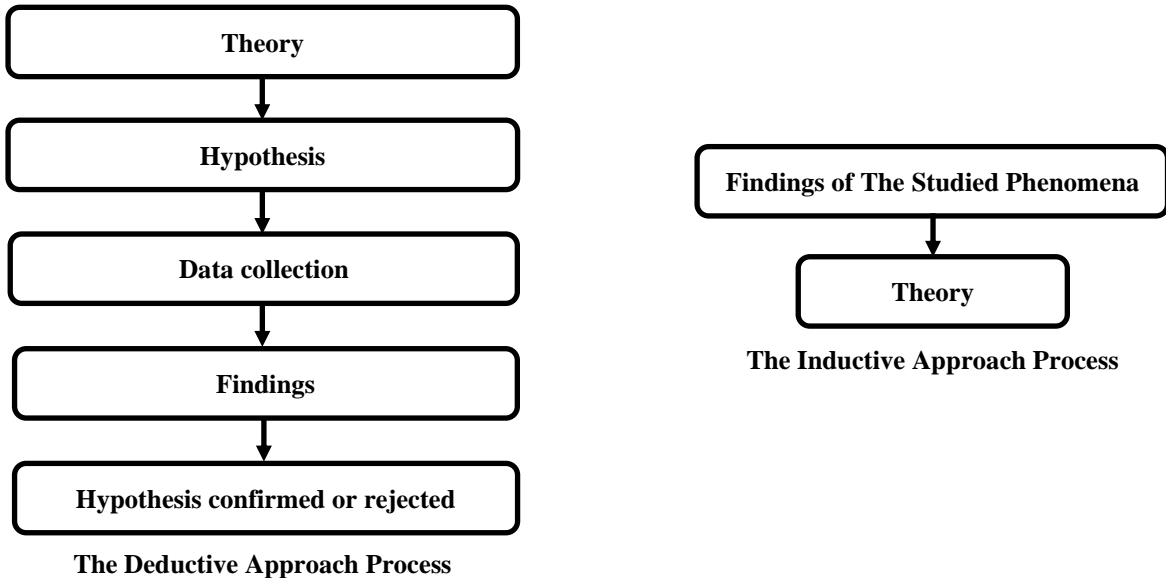 Theory
Hypothesis
Data collection
Findings
Hypothesis confirmed or rejected
The Deductive Approach Process
Findings of The Studied Phenomena
Theory
The Inductive Approach Process